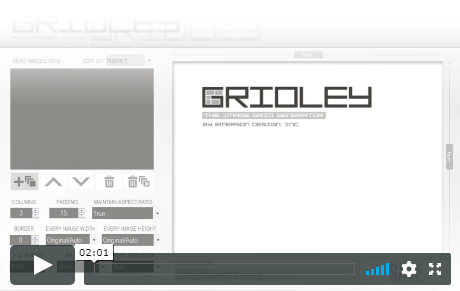 GRIDLEY
DRAG IMAGES HERE: SORT BY: Name ↑
GRIDLEY
THE IMAGE GRID GENERATOR
BY EMERSON DESIGN, INC.
COLUMNS PADDING MAINTAIN ASPECT RATIO
3 15 True
BORDER EVERY IMAGE WIDTH EVERY IMAGE HEIGHT
0 Original/Auto Original/Auto
02:01